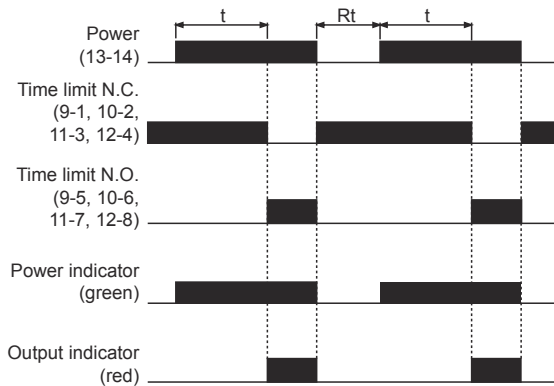 t Rt t
Power
(13-14)
Time limit N.C.
(9-1, 10-2,
11-3, 12-4)
Time limit N.O.
(9-5, 10-6,
11-7, 12-8)
Power indicator
(green)
Output indicator
(red)